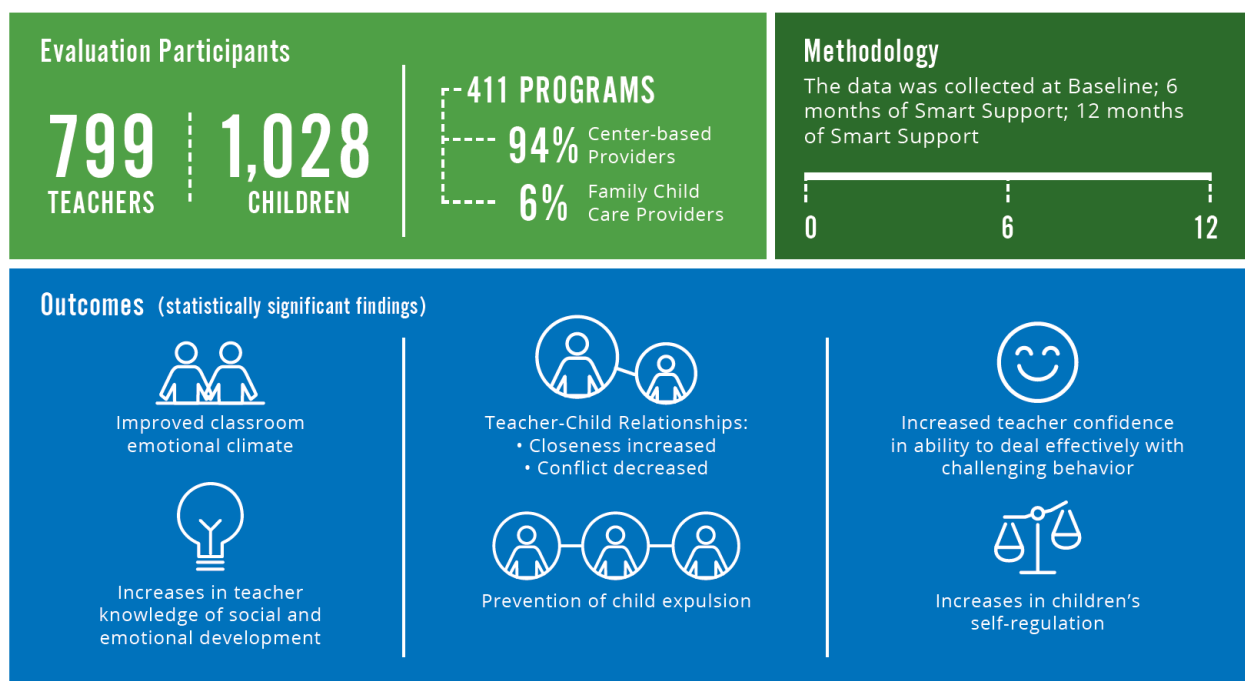 Evaluation Participants
799
TEACHERS
1,028
CHILDREN
411 PROGRAMS
94% Center-based
Providers
6% Family Child
Care Providers
Methodology
The data was collected at Baseline; 6
months of Smart Support; 12 months
of Smart Support
0 6 12
Outcomes (statistically significant findings)
Improved classroom
emotional climate
Increases in teacher
knowledge of social and
emotional development
Teacher-Child Relationships:
• Closeness increased
• Conflict decreased
Prevention of child expulsion
Increased teacher confidence
in ability to deal effectively with
challenging behavior
Increases in children’s
self-regulation